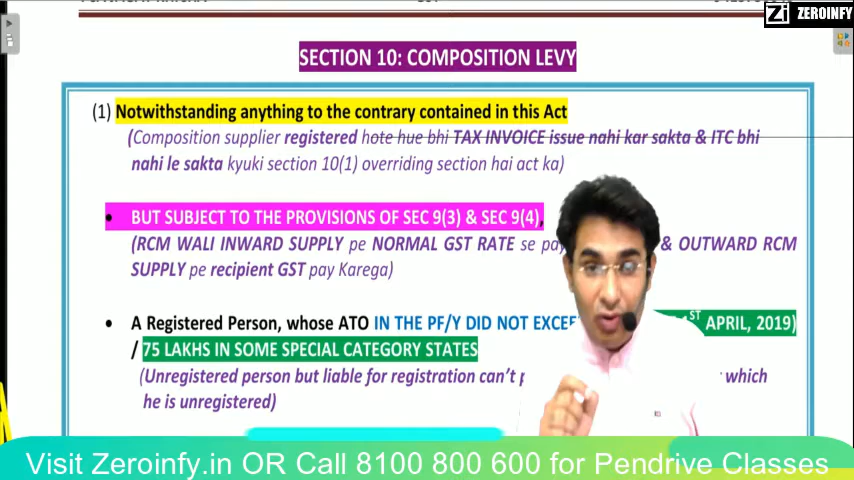 Zi ZEROINFY
SECTION 10: COMPOSITION LEVY
(1) Notwithstanding anything to the contrary contained in this Act
(Composition supplier registered hote hue bhi TAX INVOICE issue nahi kar sakta & ITC bhi
nahi le sakta kyuki section 10(1) overriding section hai act ka)
• BUT SUBJECT TO THE PROVISIONS OF SEC 9(3) & SEC 9(4),
(RCM WALI INWARD SUPPLY pe NORMAL GST RATE se & OUTWARD RCM
SUPPLY pe recipient GST pay Karega)
• A Registered Person, whose ATO IN THE PF/Y DID NOT ST APRIL, 2019)
/ 75 LAKHS IN SOME SPECIAL CATEGORY STATES
(Unregistered person but liable for registration can't which
he is unregistered)
Visit Zeroinfy.in OR Call 8100 800 600 for Pendrive Classes